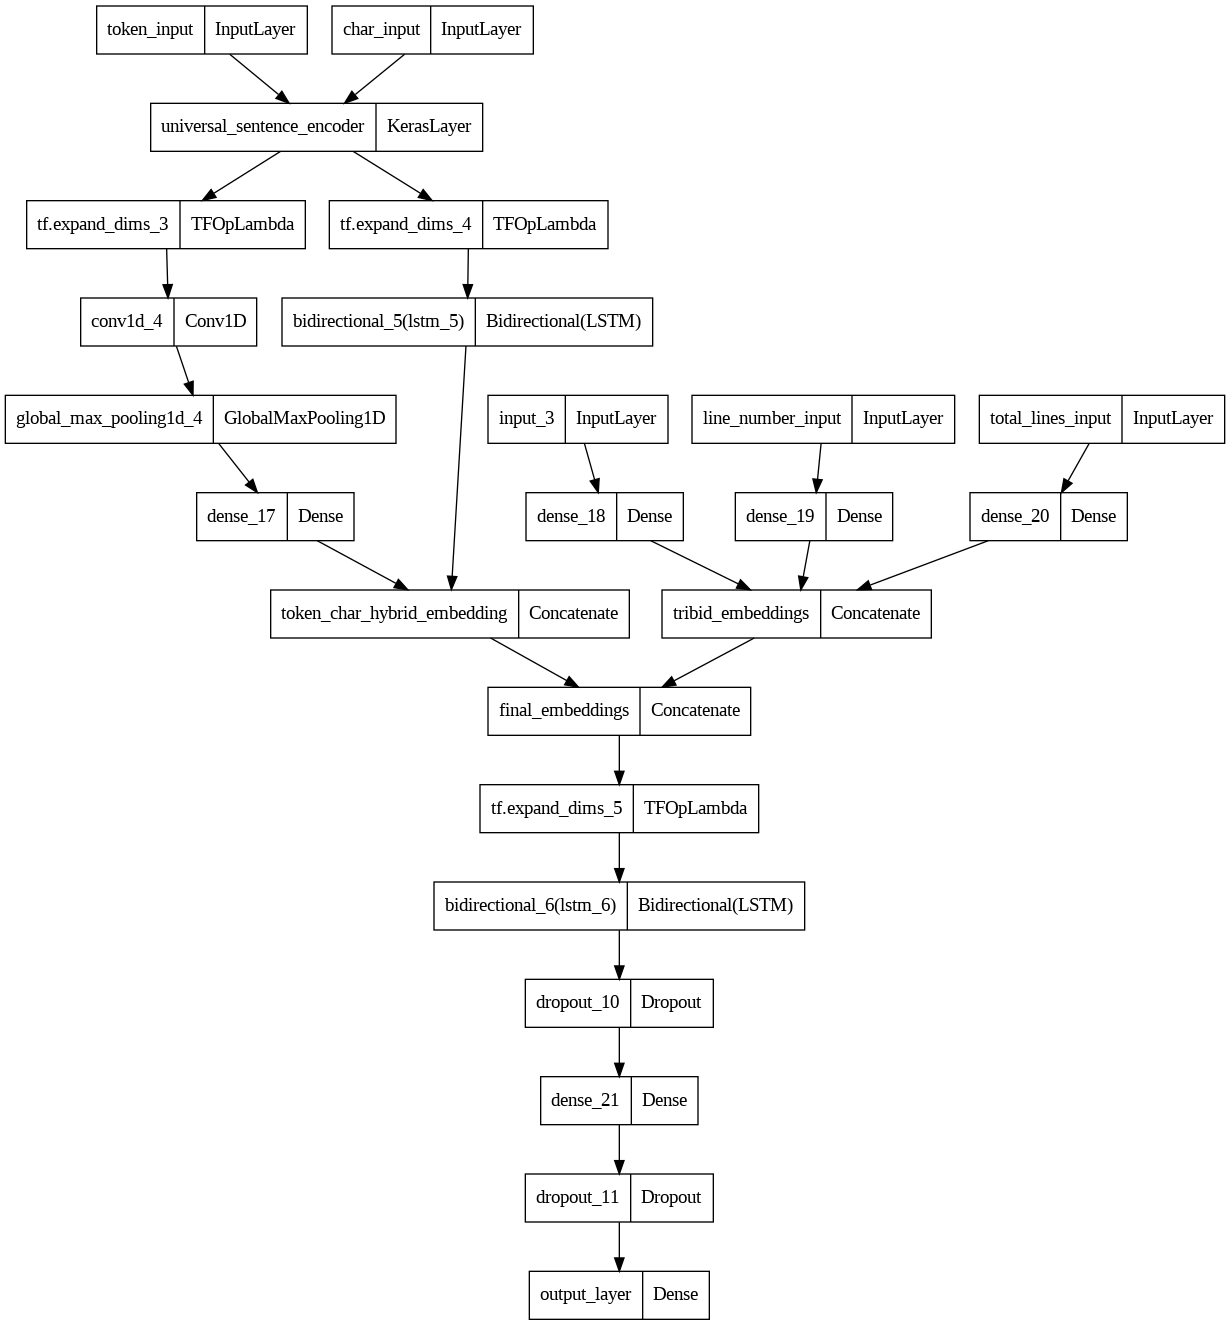 token_input InputLayer
char_input InputLayer
universal_sentence_encoder KerasLayer
tf.expand_dims_3 TFOpLambda
tf.expand_dims_4 TFOpLambda
conv1d_4 Conv1D
bidirectional_5(lstm_5) Bidirectional(LSTM)
global_max_pooling1d_4 GlobalMaxPooling1D
input_3 InputLayer
line_number_input InputLayer
total_lines_input InputLayer
dense_17 Dense
dense_18 Dense
dense_19 Dense
dense_20 Dense
token_char_hybrid_embedding Concatenate
tribid_embeddings Concatenate
final_embeddings Concatenate
tf.expand_dims_5 TFOpLambda
bidirectional_6(lstm_6) Bidirectional(LSTM)
dropout_10 Dropout
dense_21 Dense
dropout_11 Dropout
output_layer Dense